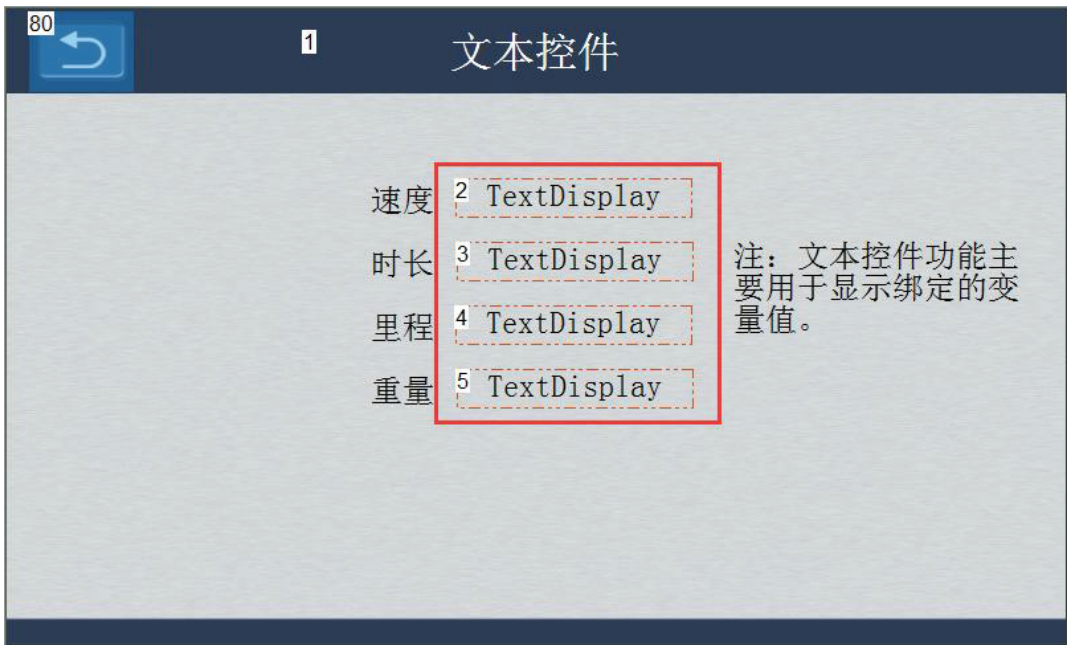 80
1
文本控件
速度 2 TextDisplay
时长 3 TextDisplay
里程 4 TextDisplay
重量 5 TextDisplay
注：文本控件功能主
要用于显示绑定的变
量值。